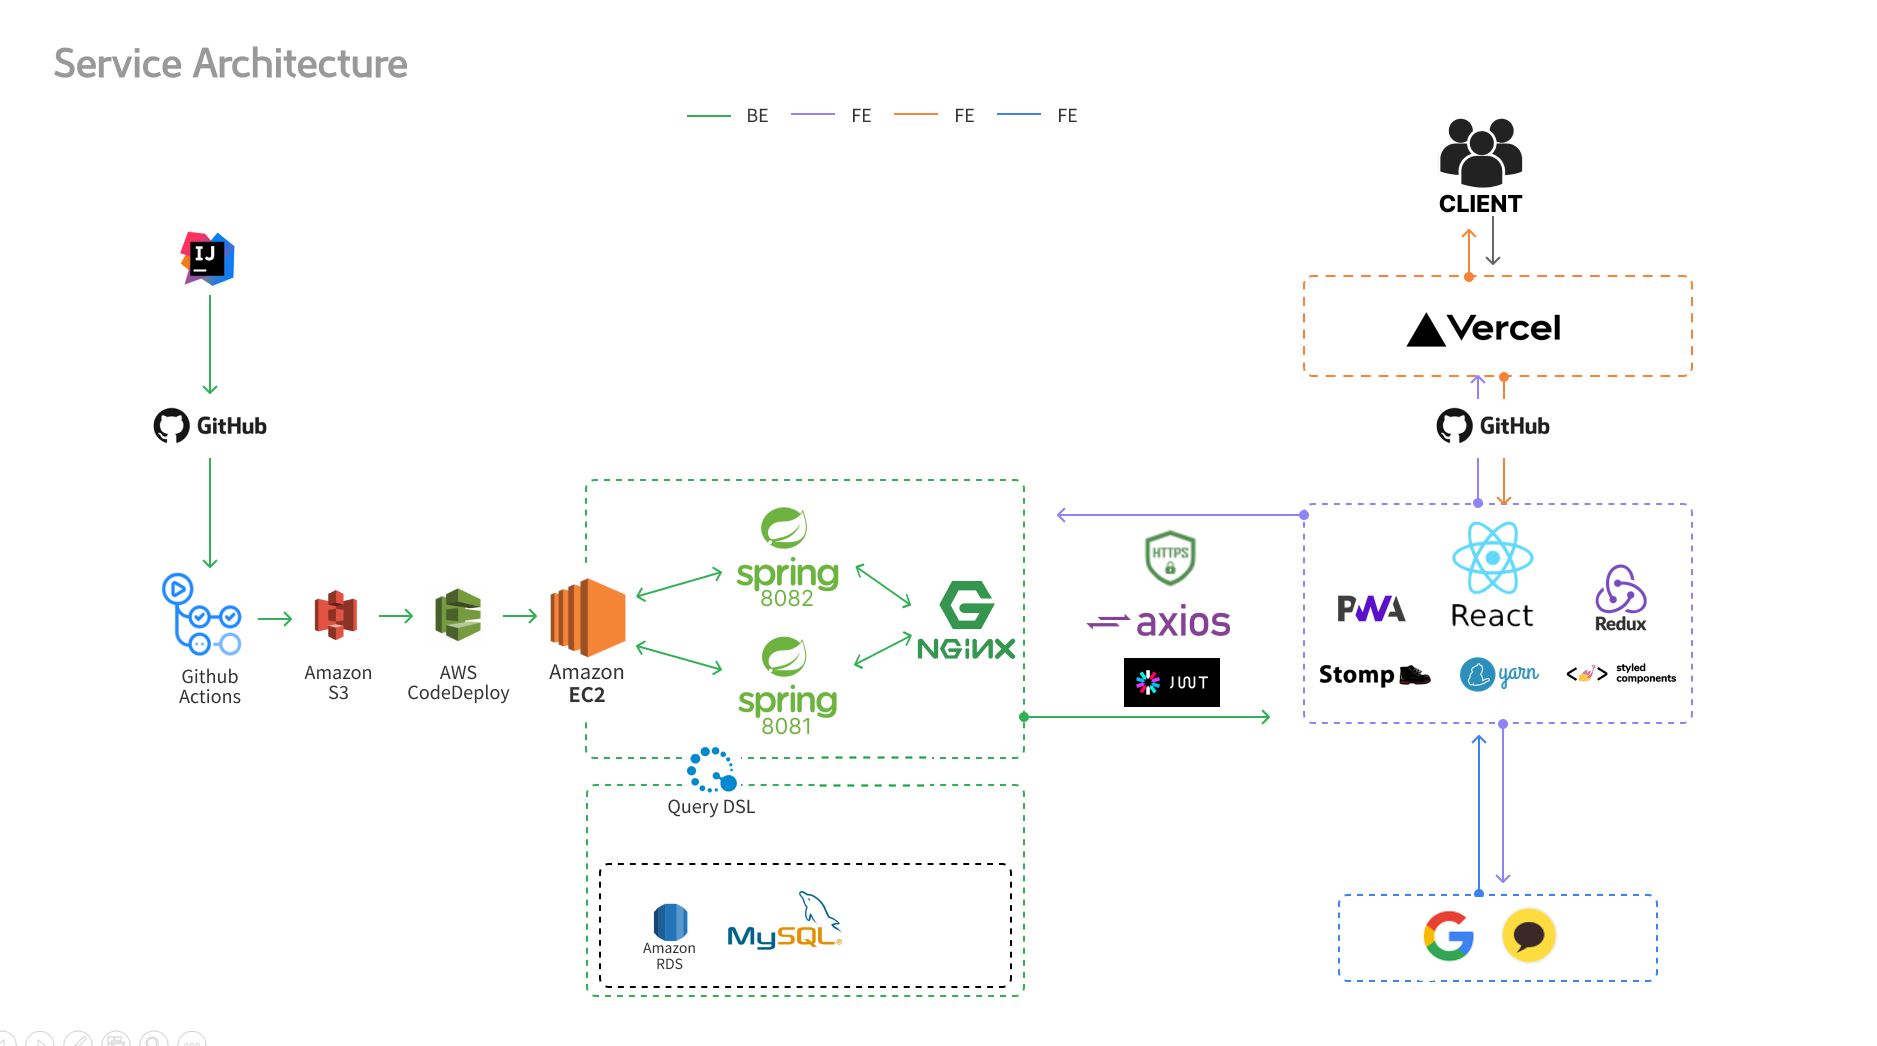 Service Architecture
BE
FE
FE
FE
CLIENT
IJ
Vercel
GitHub
GitHub
spring
8082
HTTPS
axios
JWT
NGiNX
PWA
React
Redux
Stomp
yarn
</> styled
components
Github
Actions
Amazon
S3
AWS
CodeDeploy
Amazon
EC2
spring
8081
Query DSL
Amazon
RDS
MySQL®
G